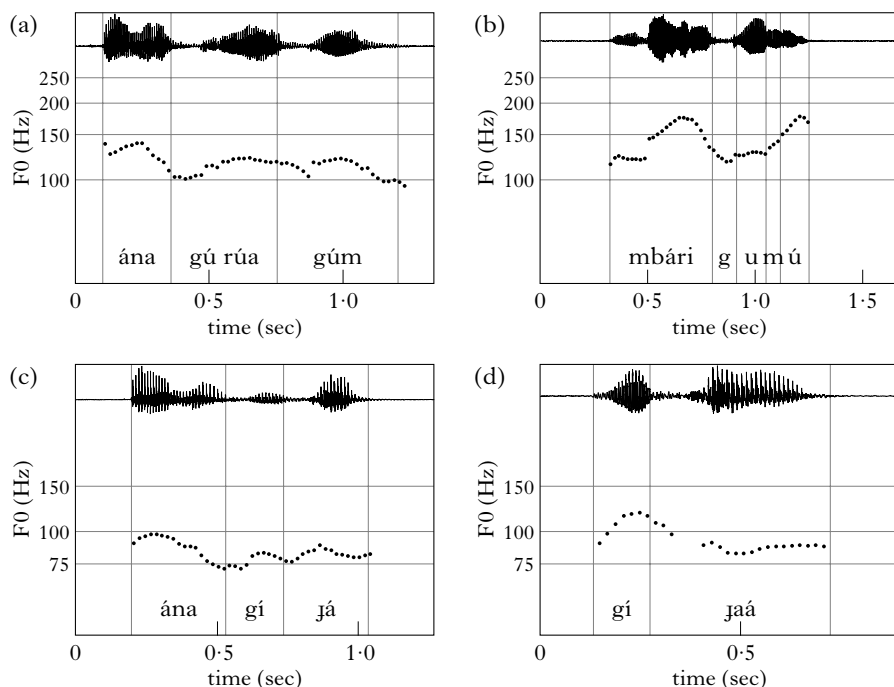 (a)
250
200
150
100
F0 (Hz)
ána gú rúa gúm
0 0·5 1·0
time (sec)
(b)
250
200
150
100
F0 (Hz)
mbári g u m ú
0 0·5 1·0 1·5
time (sec)
(c)
150
100
75
F0 (Hz)
ána gí ɟá
0 0·5 1·0
time (sec)
(d)
150
100
75
F0 (Hz)
gí ɟaá
0 0·5
time (sec)